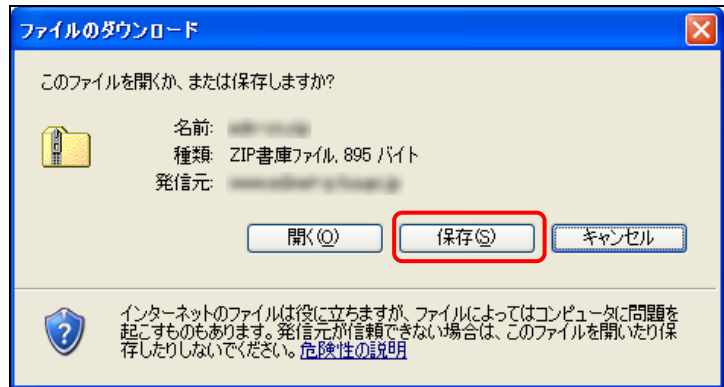 ファイルのダウンロード
このファイルを開くか、または保存しますか?
名前:
種類: ZIP書庫ファイル, 895 バイト
発信元:
開く(O) 保存(S) キャンセル
インターネットのファイルは役に立ちますが、ファイルによってはコンピュータに問題を
起こすものもあります。発信元が信頼できない場合は、このファイルを開いたり保
存したりしないでください。危険性の説明